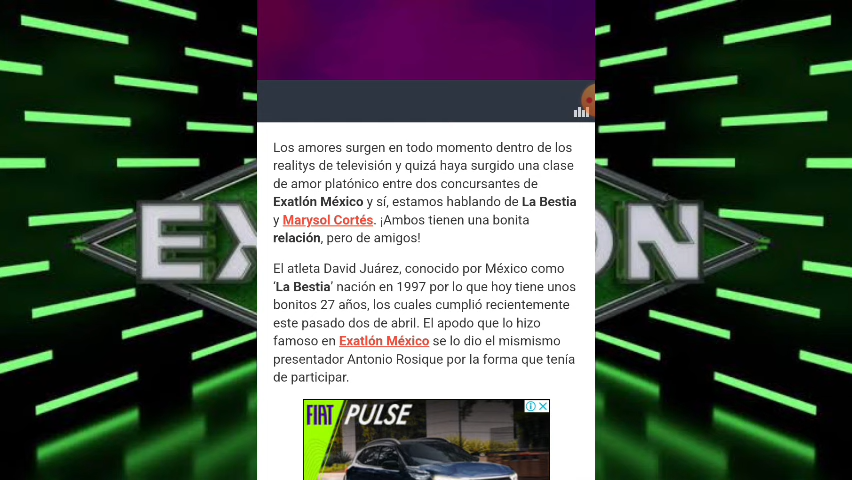 Los amores surgen en todo momento dentro de los
realitys de televisión y quizá haya surgido una clase
de amor platónico entre dos concursantes de
Exatlón México y sí, estamos hablando de La Bestia
y Marysol Cortés. ¡Ambos tienen una bonita
relación, pero de amigos!
El atleta David Juárez, conocido por México como
‘La Bestia’ nación en 1997 por lo que hoy tiene unos
bonitos 27 años, los cuales cumplió recientemente
este pasado dos de abril. El apodo que lo hizo
famoso en Exatlón México se lo dio el mismismo
presentador Antonio Rosique por la forma que tenía
de participar.
FIAT PULSE
EX
ON